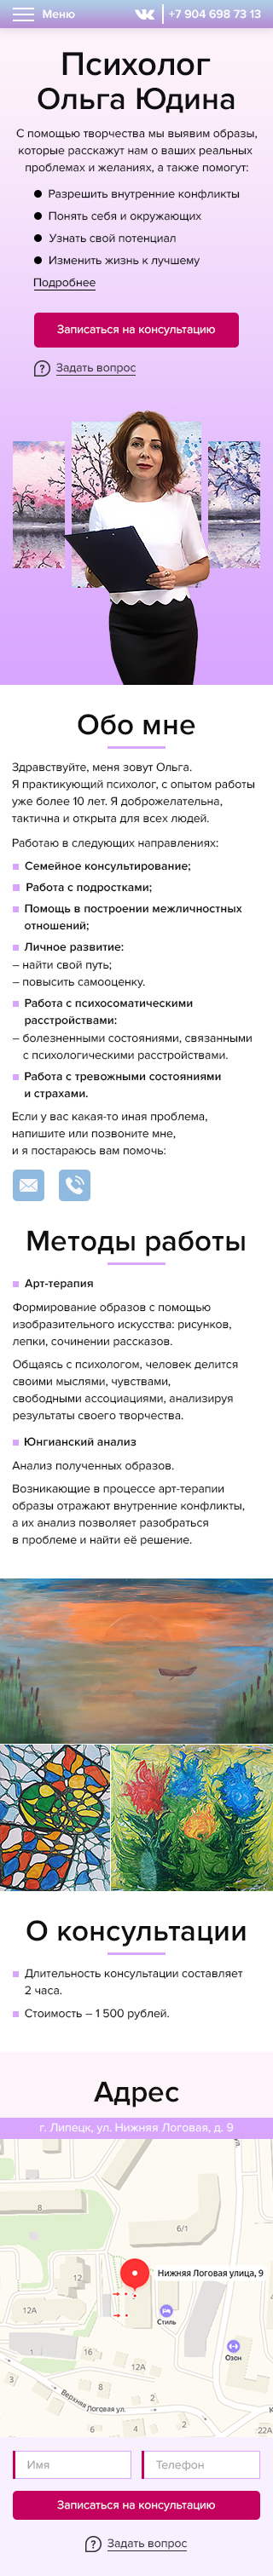 Меню
+7 904 698 73 13
Психолог
Ольга Юдина
С помощью творчества мы выявим образы,
которые расскажут нам о ваших реальных
проблемах и желаниях, а также помогут:
Разрешить внутренние конфликты
Понять себя и окружающих
Узнать свой потенциал
Изменить жизнь к лучшему
Подробнее
Записаться на консультацию
Задать вопрос
Обо мне
Здравствуйте, меня зовут Ольга.
Я практикующий психолог, с опытом работы
уже более 10 лет. Я доброжелательна,
тактична и открыта для всех людей.
Работаю в следующих направлениях:
Семейное консультирование;
Работа с подростками;
Помощь в построении межличностных
отношений;
Личное развитие:
– найти свой путь;
– повысить самооценку.
Работа с психосоматическими
расстройствами:
– болезненными состояниями, связанными
с психологическими расстройствами.
Работа с тревожными состояниями
и страхами.
Если у вас какая-то иная проблема,
напишите или позвоните мне,
и я постараюсь вам помочь:
Методы работы
Арт-терапия
Формирование образов с помощью
изобразительного искусства: рисунков,
лепки, сочинении рассказов.
Общаясь с психологом, человек делится
своими мыслями, чувствами,
свободными ассоциациями, анализируя
результаты своего творчества.
Юнгианский анализ
Анализ полученных образов.
Возникающие в процессе арт-терапии
образы отражают внутренние конфликты,
а их анализ позволяет разобраться
в проблеме и найти её решение.
О консультации
Длительность консультации составляет
2 часа.
Стоимость – 1 500 рублей.
Адрес
г. Липецк, ул. Нижняя Логовая, д. 9
8
6/1
12
Нижняя Логовая улица, 9
12А
Стиль
1
16
12А
Озон
3
8
Верхняя Логовая ул.
2
6
4
2
22А
Имя
Телефон
Записаться на консультацию
Задать вопрос